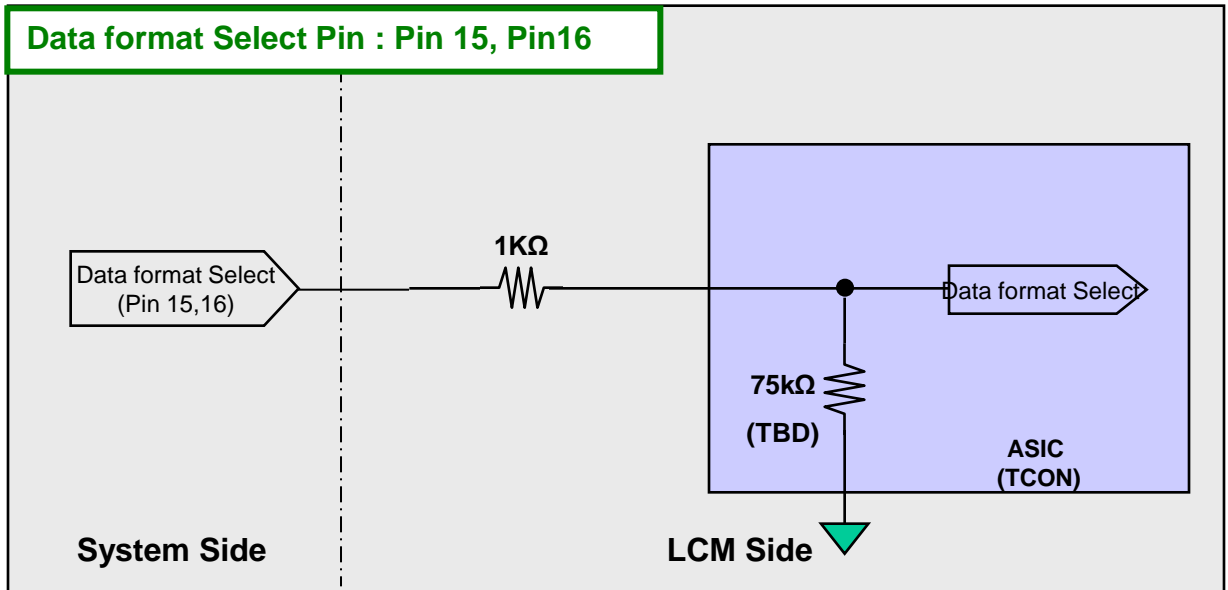 Data format Select Pin : Pin 15, Pin16
1KΩ
Data format Select
(Pin 15,16)
Data format Select
75kΩ
(TBD)
ASIC
(TCON)
System Side
LCM Side